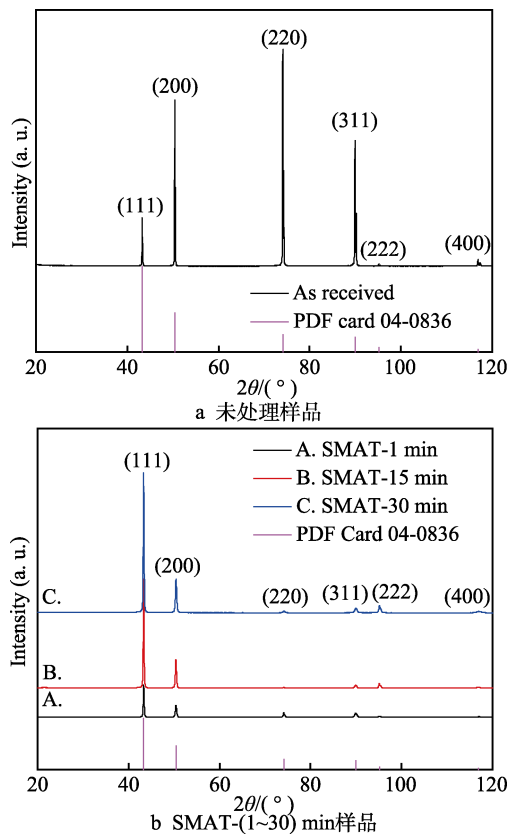 (220)
(200)
(311)
(111)
(222)
(400)
Intensity (a. u.)
As received
PDF card 04-0836
20 40 60 80 100 120
2θ/(°)
a 未处理样品
(111)
A. SMAT-1 min
B. SMAT-15 min
C. SMAT-30 min
PDF Card 04-0836
(200)
(220)
(311)
(222)
(400)
C.
B.
A.
Intensity (a. u.)
20 40 60 80 100 120
2θ/(°)
b SMAT-(1~30) min样品